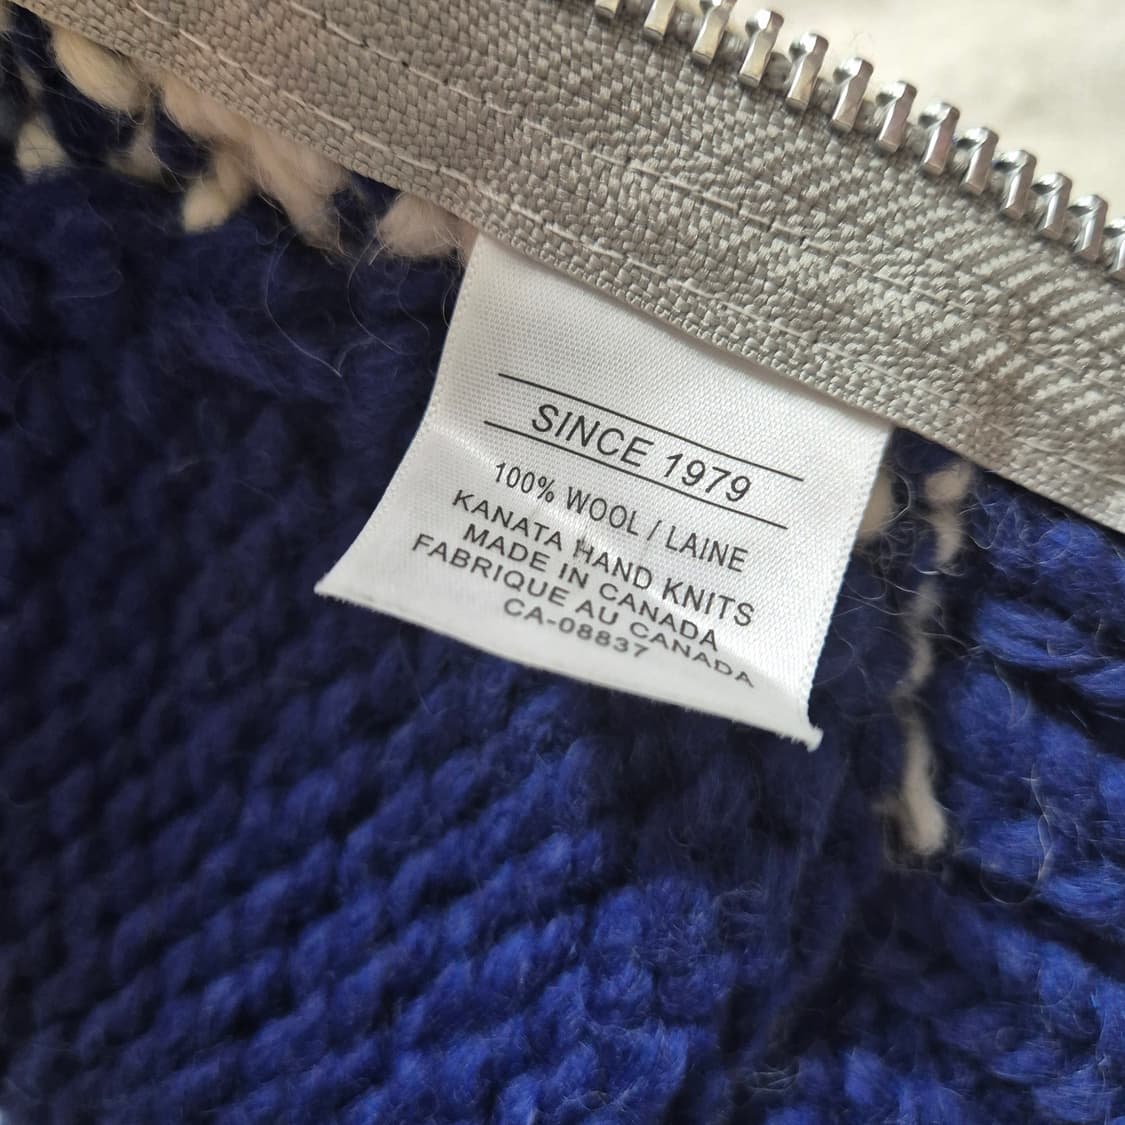 SINCE 1979
100% WOOL / LAINE
KANATA HAND KNITS
MADE IN CANADA
FABRIQUE AU CANADA
CA-08837